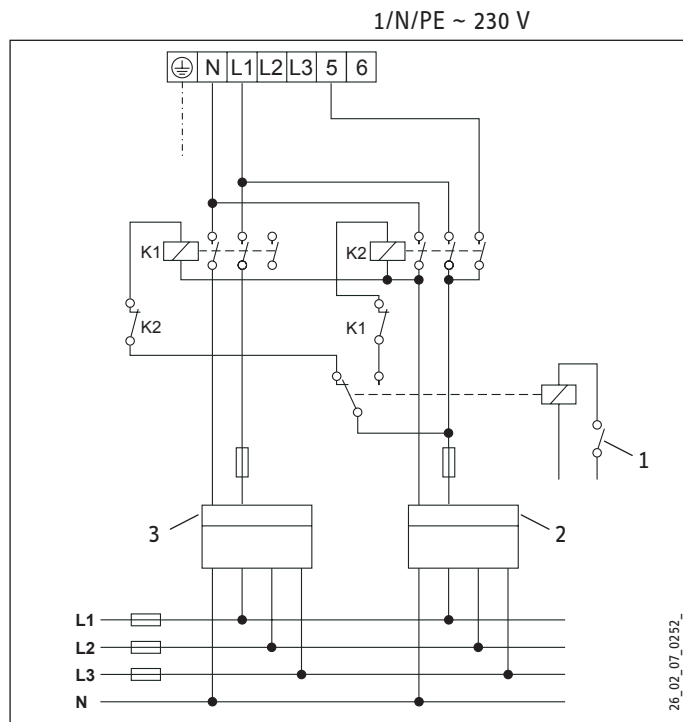 1/N/PE ~ 230 V
N L1 L2 L3 5 6
K1
K2
K2
K1
1
3
2
L1
L2
L3
N
26_02_07_0252_